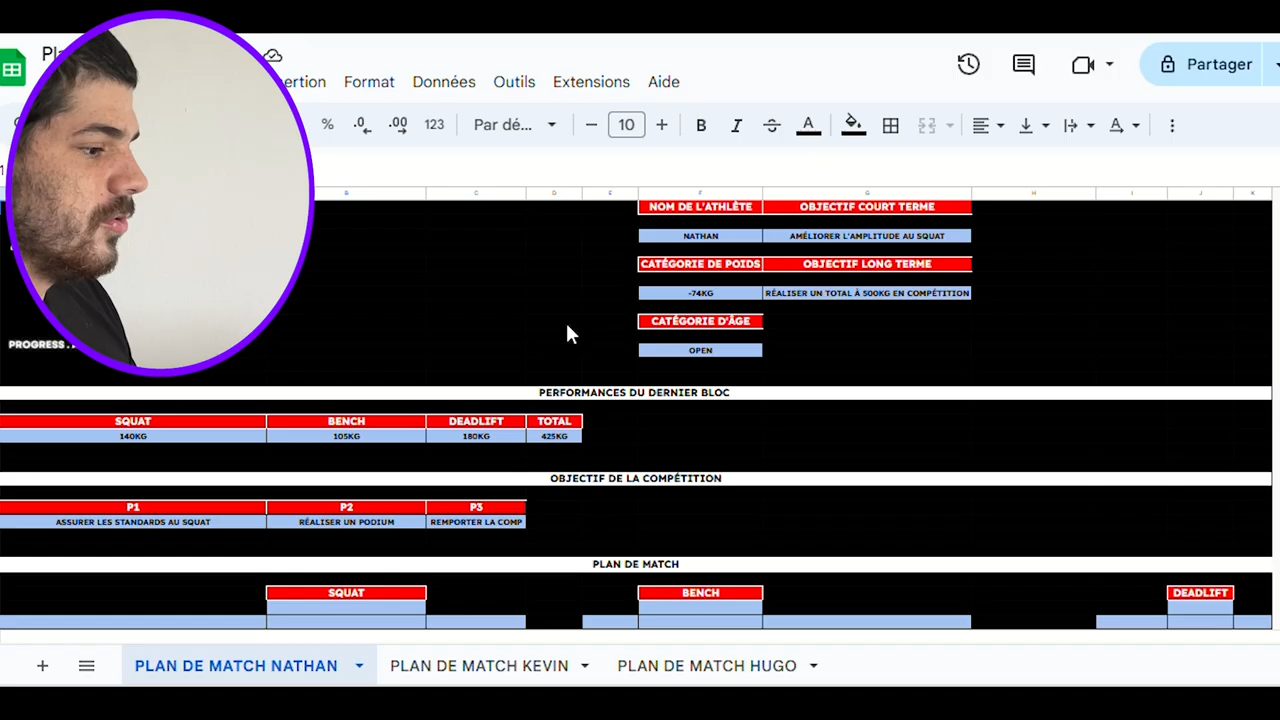 Pl
ertion Format Données Outils Extensions Aide
Partager
% .0 .00 123 Par dé... 10 B I S A A
B C D E F G H I J K
NOM DE L'ATHLÈTE OBJECTIF COURT TERME
NATHAN AMÉLIORER L'AMPLITUDE AU SQUAT
CATÉGORIE DE POIDS OBJECTIF LONG TERME
-74KG RÉALISER UN TOTAL À 500KG EN COMPÉTITION
CATÉGORIE D'ÂGE
PROGRESS
OPEN
PERFORMANCES DU DERNIER BLOC
SQUAT BENCH DEADLIFT TOTAL
140KG 105KG 180KG 425KG
OBJECTIF DE LA COMPÉTITION
P1 P2 P3
ASSURER LES STANDARDS AU SQUAT RÉALISER UN PODIUM REMPORTER LA COMP
PLAN DE MATCH
SQUAT BENCH DEADLIFT
PLAN DE MATCH NATHAN PLAN DE MATCH KEVIN PLAN DE MATCH HUGO